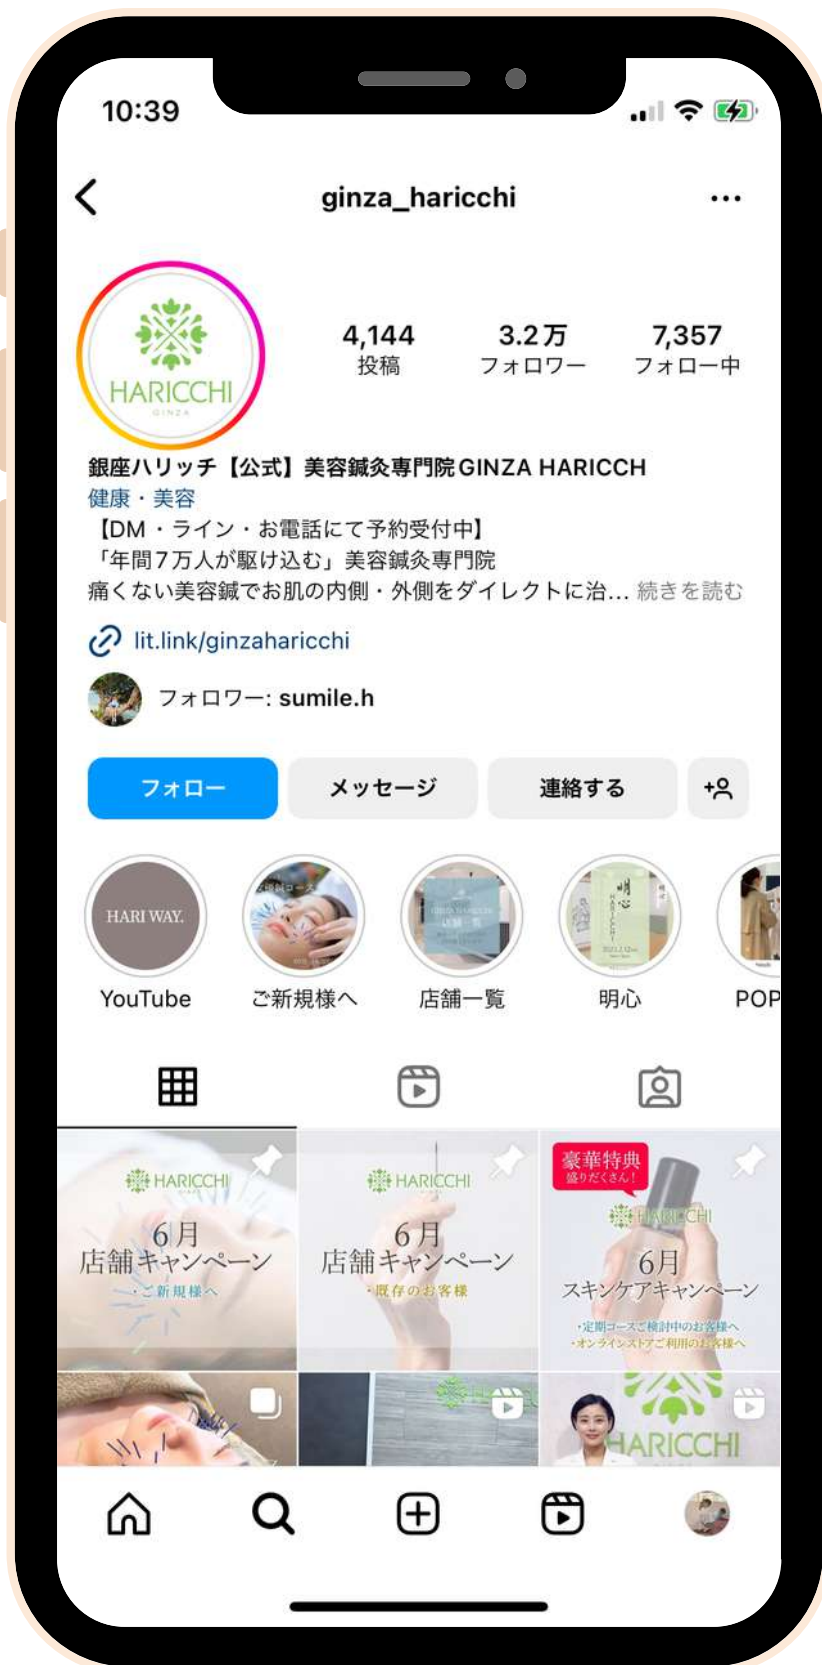 10:39
ginza_haricchi
HARICCHI
GINZA
4,144
投稿
3.2万
フォロワー
7,357
フォロー中
銀座ハリッチ【公式】美容鍼灸専門院GINZA HARICCH
健康・美容
【DM・ライン・お電話にて予約受付中】
「年間7万人が駆け込む」美容鍼灸専門院
痛くない美容鍼でお肌の内側・外側をダイレクトに治... 続きを読む
lit.link/ginzaharicchi
フォロワー: sumile.h
フォロー
メッセージ
連絡する
HARI WAY.
店舗一覧
明心
HARICCHI
YouTube
ご新規様へ
店舗一覧
明心
POP
HARICCHI
6月
店舗キャンペーン
・ご新規様へ
HARICCHI
6月
店舗キャンペーン
・既存のお客様
豪華特典
盛りだくさん!
HARICCHI
6月
スキンケアキャンペーン
・定期コースご検討中のお客様へ
・オンラインストアご利用のお客様へ
HARICCHI